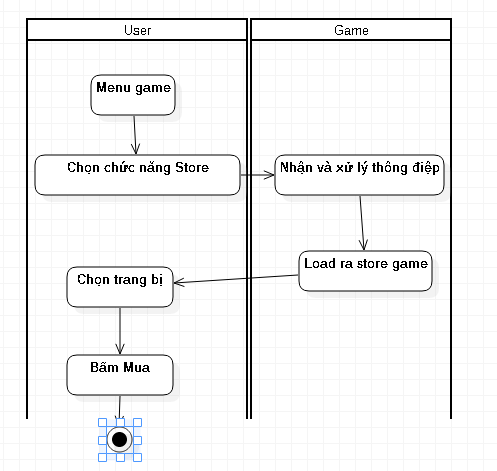 User
Game
Menu game
Chọn chức năng Store
Nhận và xử lý thông điệp
Load ra store game
Chọn trang bị
Bấm Mua